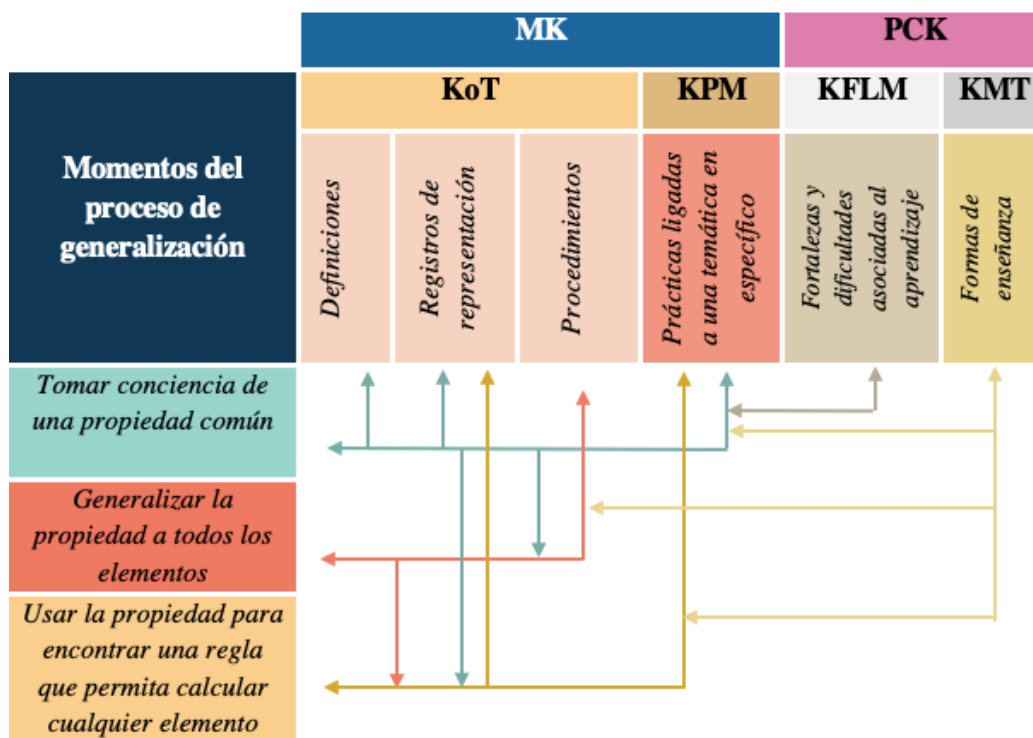 MK
PCK
KoT
KPM
KFLM
KMT
Momentos del
proceso de
generalización
Definiciones
Registros de
representación
Procedimientos
Prácticas ligadas
a una temática en
específico
Fortalezas y
dificultades
asociadas al
aprendizaje
Formas de
enseñanza
Tomar conciencia de
una propiedad común
Generalizar la
propiedad a todos los
elementos
Usar la propiedad para
encontrar una regla
que permita calcular
cualquier elemento